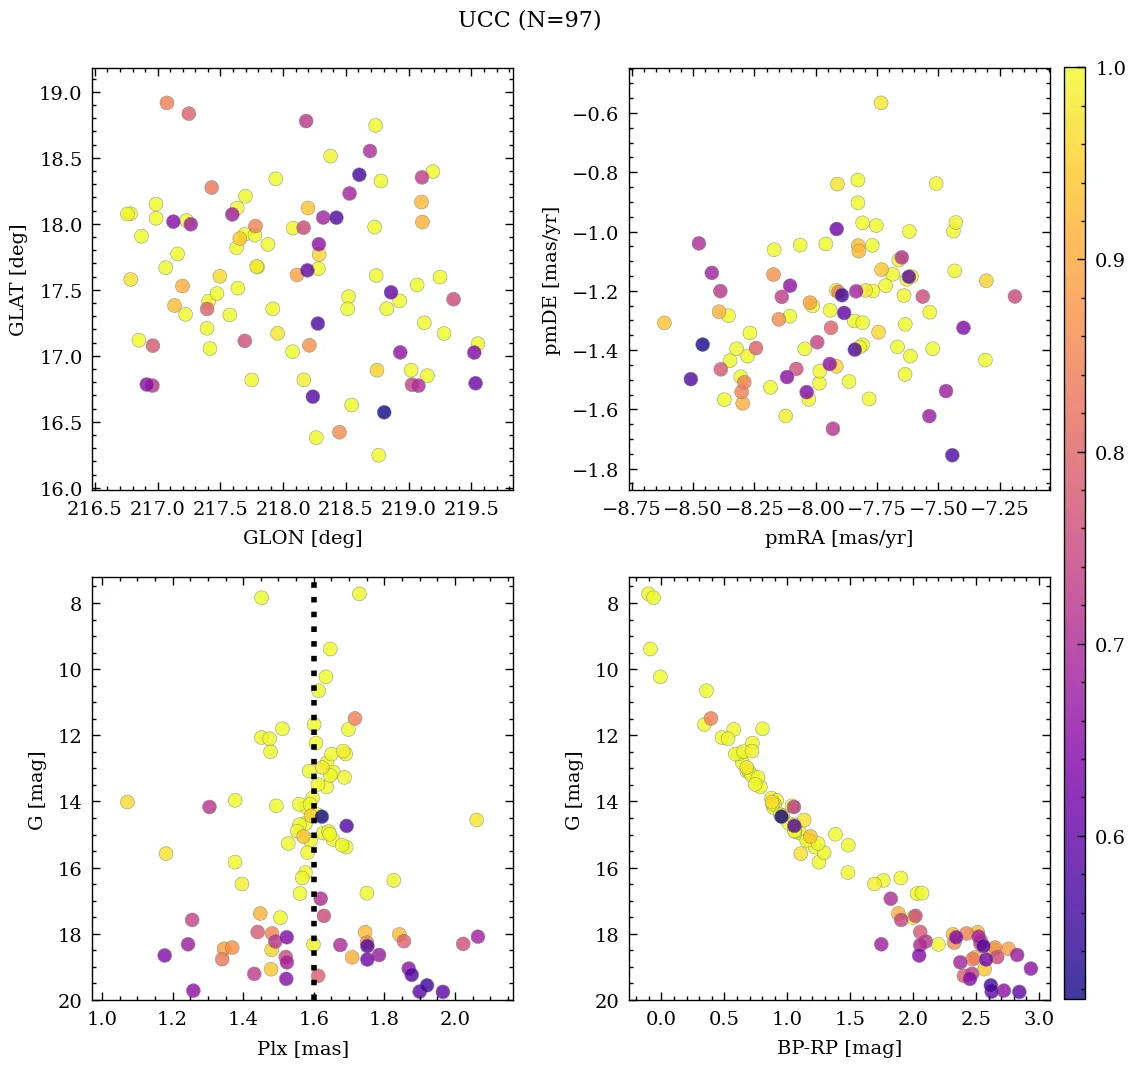 UCC (N=97)
19.0
18.5
18.0
17.5
17.0
16.5
16.0
GLAT [deg]
216.5 217.0 217.5 218.0 218.5 219.0 219.5
GLON [deg]
−0.6
−0.8
−1.0
−1.2
−1.4
−1.6
−1.8
pmDE [mas/yr]
−8.75 −8.50 −8.25 −8.00 −7.75 −7.50 −7.25
pmRA [mas/yr]
1.0
0.9
0.8
0.7
0.6
8
10
12
14
16
18
20
G [mag]
1.0 1.2 1.4 1.6 1.8 2.0
Plx [mas]
8
10
12
14
16
18
20
G [mag]
0.0 0.5 1.0 1.5 2.0 2.5 3.0
BP-RP [mag]